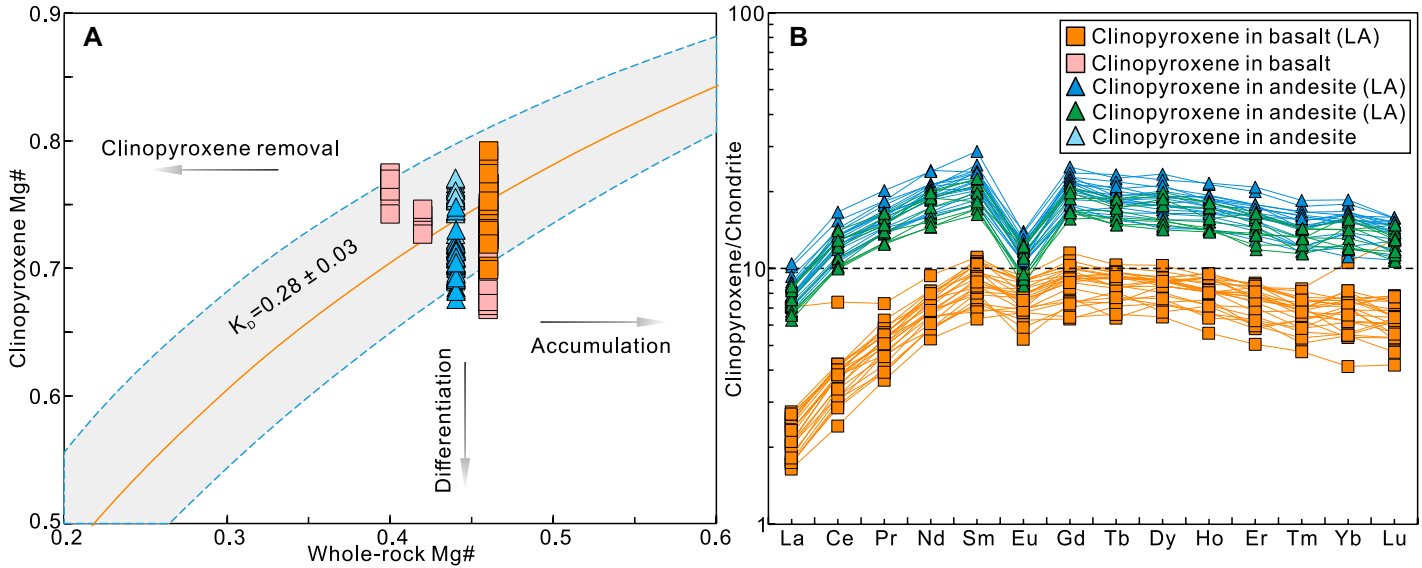 A
0.9
0.8
0.7
0.6
0.5
Clinopyroxene Mg#
Clinopyroxene removal
K_D=0.28 ± 0.03
Accumulation
Differentiation
0.2
0.3
0.4
0.5
0.6
Whole-rock Mg#
B
100
10
1
Clinopyroxene/Chondrite
Clinopyroxene in basalt (LA)
Clinopyroxene in basalt
Clinopyroxene in andesite (LA)
Clinopyroxene in andesite (LA)
Clinopyroxene in andesite
La Ce Pr Nd Sm Eu Gd Tb Dy Ho Er Tm Yb Lu